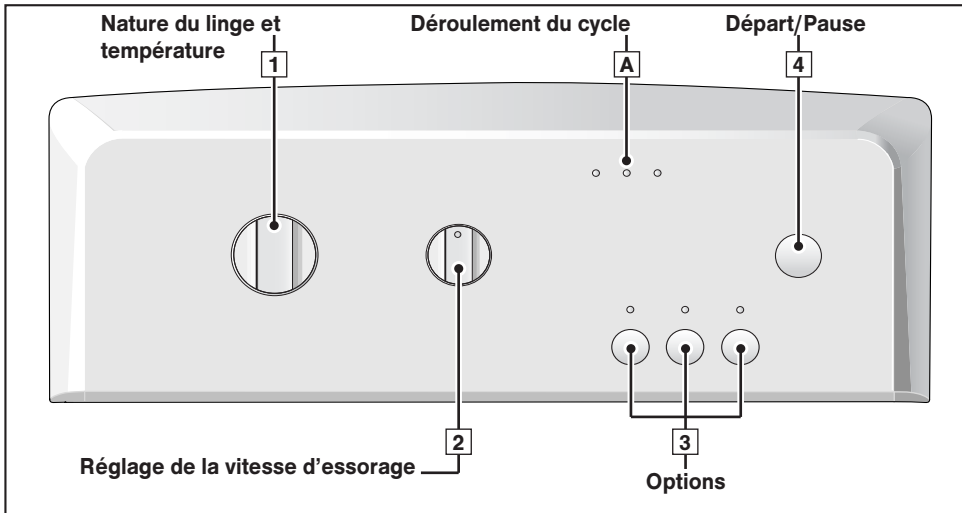 Nature du linge et
température
Déroulement du cycle
Départ/Pause
1
A
4
2
3
Réglage de la vitesse d'essorage
Options